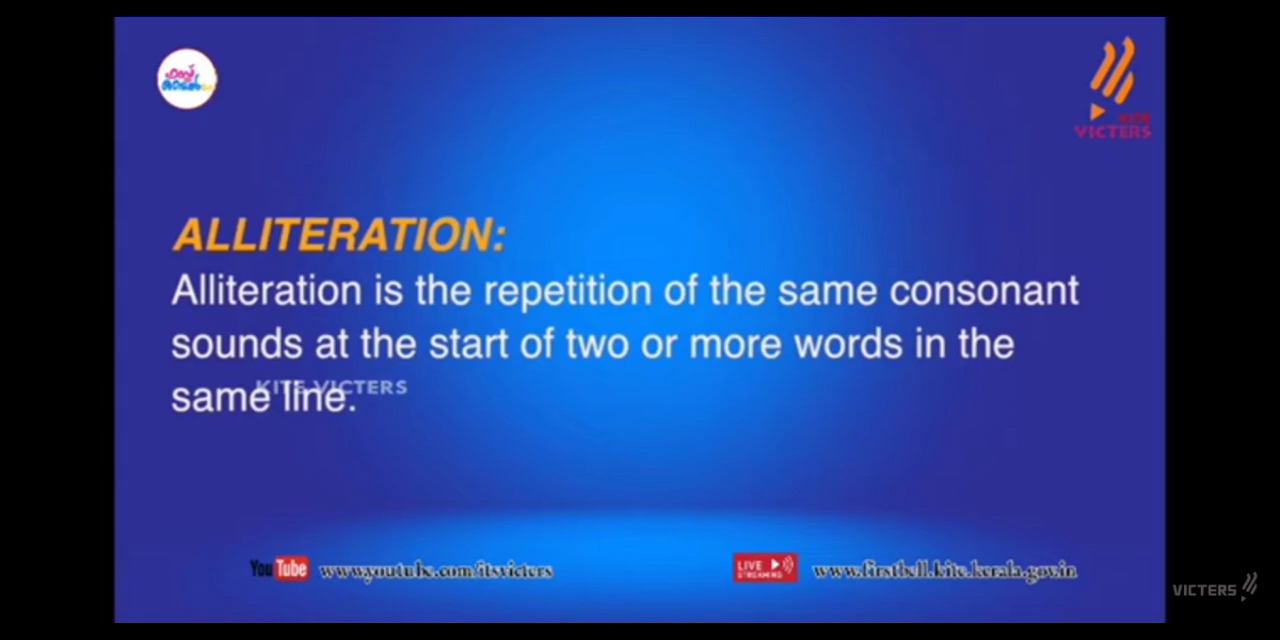 ഫസ്റ്റ്
ബെൽ
KITE
VICTERS
ALLITERATION:
Alliteration is the repetition of the same consonant
sounds at the start of two or more words in the
same line.
KITE VICTERS
YouTube www.youtube.com/itsvicters
LIVE STREAMING www.firstbell.kite.kerala.gov.in
VICTERS